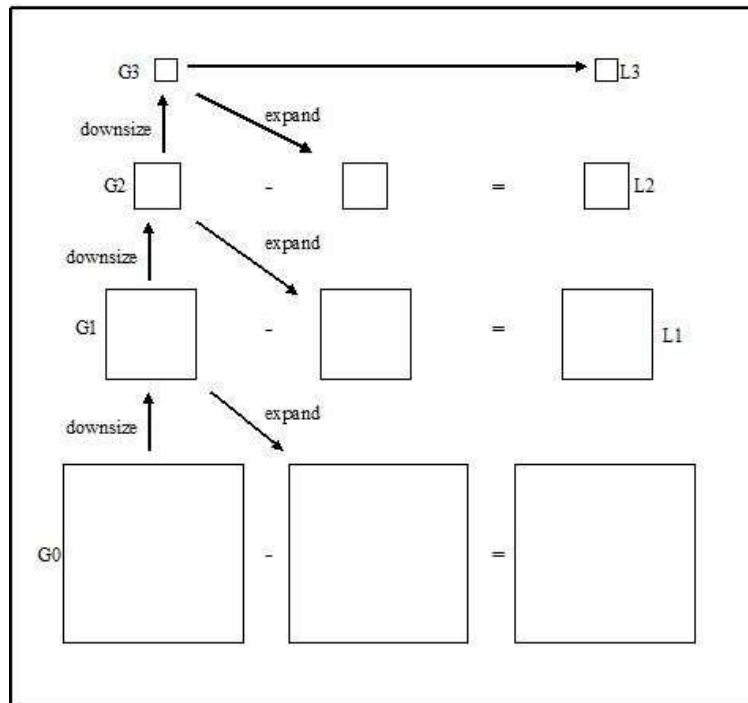 G3 L3
expand
downsize
G2 - = L2
expand
downsize
G1 - = L1
expand
downsize
G0 - =